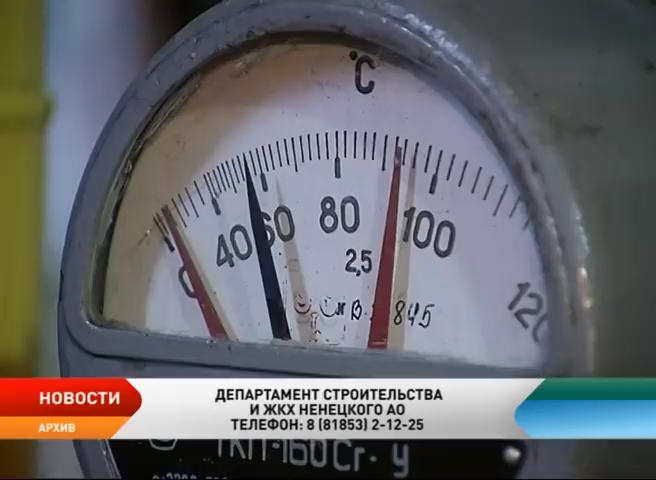 °C
0 40 60 80 100 120
2,5
845
НОВОСТИ
АРХИВ
ДЕПАРТАМЕНТ СТРОИТЕЛЬСТВА
И ЖКХ НЕНЕЦКОГО АО
ТЕЛЕФОН: 8 (81853) 2-12-25
ТКП-160Сг-У